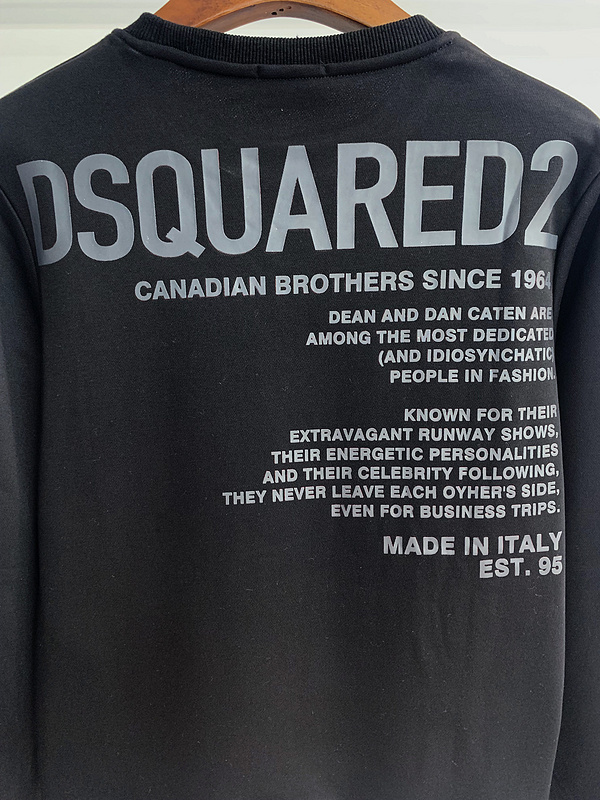 DSQUARED2
CANADIAN BROTHERS SINCE 1964
DEAN AND DAN CATEN ARE
AMONG THE MOST DEDICATED
(AND IDIOSYNCHATIC
PEOPLE IN FASHION.
KNOWN FOR THEIR
EXTRAVAGANT RUNWAY SHOWS,
THEIR ENERGETIC PERSONALITIES
AND THEIR CELEBRITY FOLLOWING,
THEY NEVER LEAVE EACH OYHER'S SIDE,
EVEN FOR BUSINESS TRIPS.
MADE IN ITALY
EST. 95